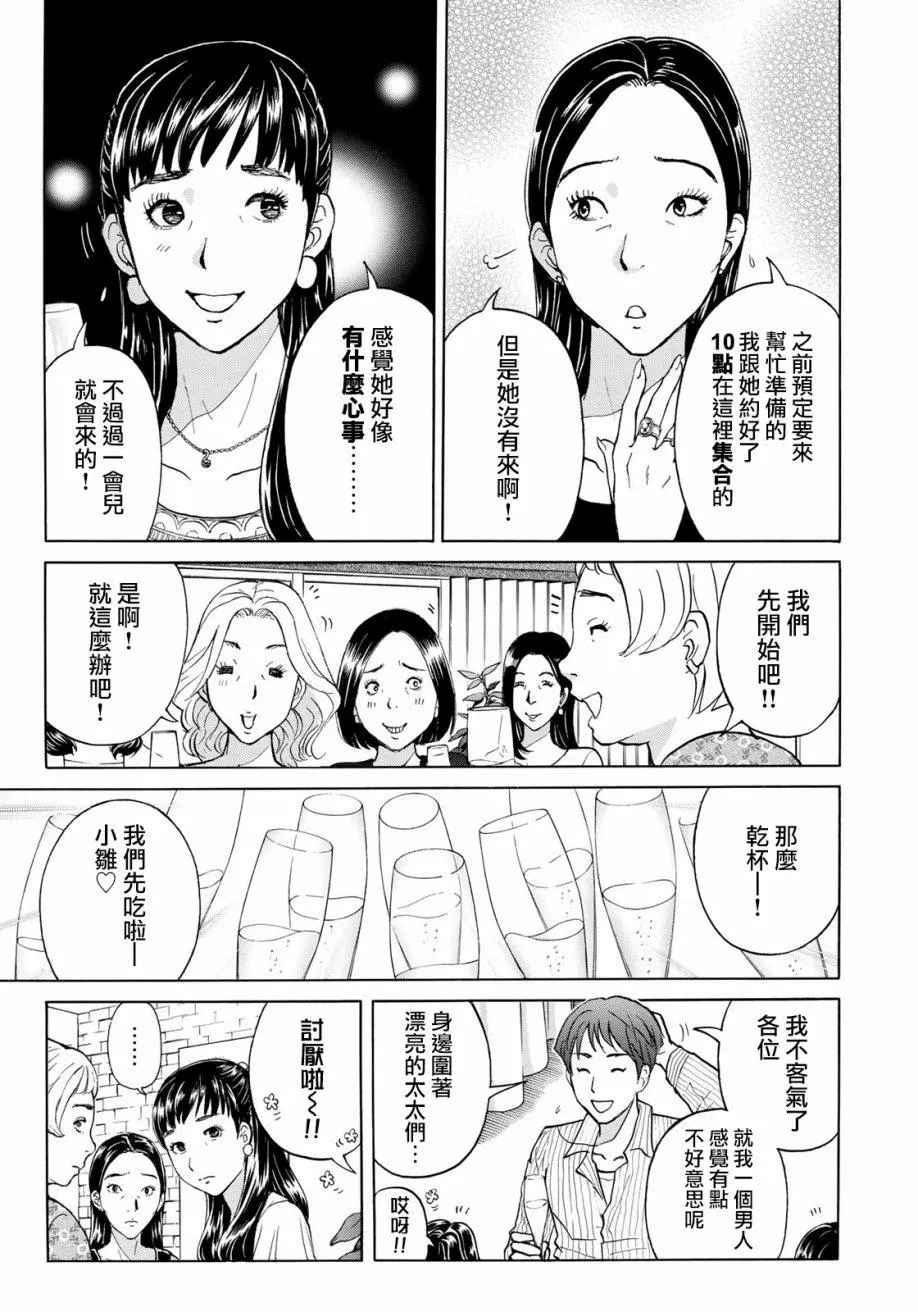 之前預定要來
幫忙準備的
我跟她約好了
10點在這裡集合的
但是她沒有來啊！
感覺她好像
有什麼心事………
不過過一會兒
就會來的！
我們
先開始吧!!
是啊！
就這麼辦吧！
那麼
乾杯—！
我們先吃啦—
小雛♡
我不客氣了
各位
就我一個男人
感覺有點
不好意思呢
身邊圍著
漂亮的太太們…
哎呀!!
討厭啦～!!
……